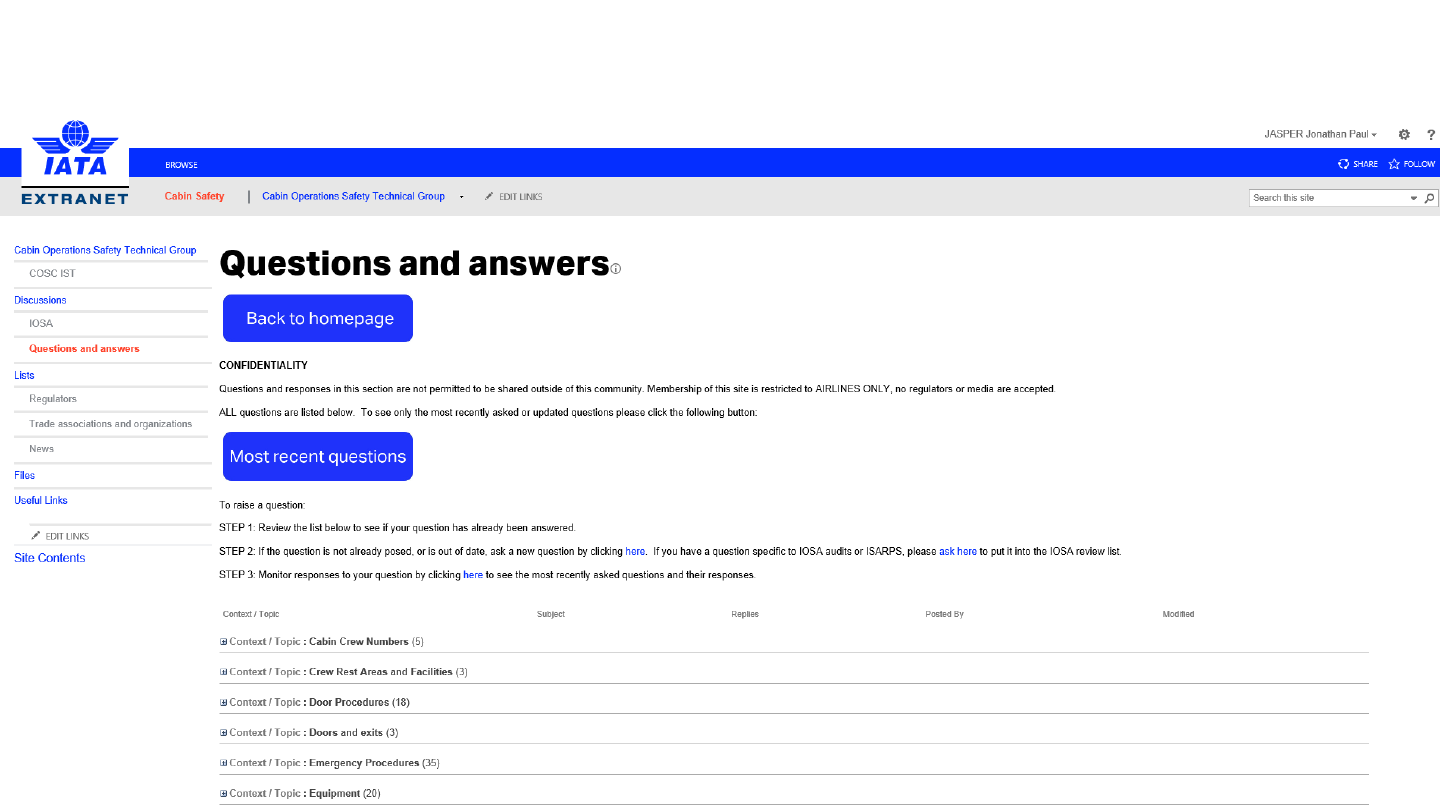 JASPER Jonathan Paul
?
IATA
EXTRANET
BROWSE
SHARE
FOLLOW
Cabin Safety
Cabin Operations Safety Technical Group
EDIT LINKS
Search this site
Cabin Operations Safety Technical Group
COSC IST
Discussions
IOSA
Questions and answers
Lists
Regulators
Trade associations and organizations
News
Files
Useful Links
EDIT LINKS
Site Contents
Questions and answers
Back to homepage
CONFIDENTIALITY
Questions and responses in this section are not permitted to be shared outside of this community. Membership of this site is restricted to AIRLINES ONLY, no regulators or media are accepted.
ALL questions are listed below. To see only the most recently asked or updated questions please click the following button:
Most recent questions
To raise a question:
STEP 1: Review the list below to see if your question has already been answered.
STEP 2: If the question is not already posed, or is out of date, ask a new question by clicking here. If you have a question specific to IOSA audits or ISARPS, please ask here to put it into the IOSA review list.
STEP 3: Monitor responses to your question by clicking here to see the most recently asked questions and their responses.
Context / Topic Subject Replies Posted By Modified
Context / Topic : Cabin Crew Numbers (5)
Context / Topic : Crew Rest Areas and Facilities (3)
Context / Topic : Door Procedures (18)
Context / Topic : Doors and exits (3)
Context / Topic : Emergency Procedures (35)
Context / Topic : Equipment (20)